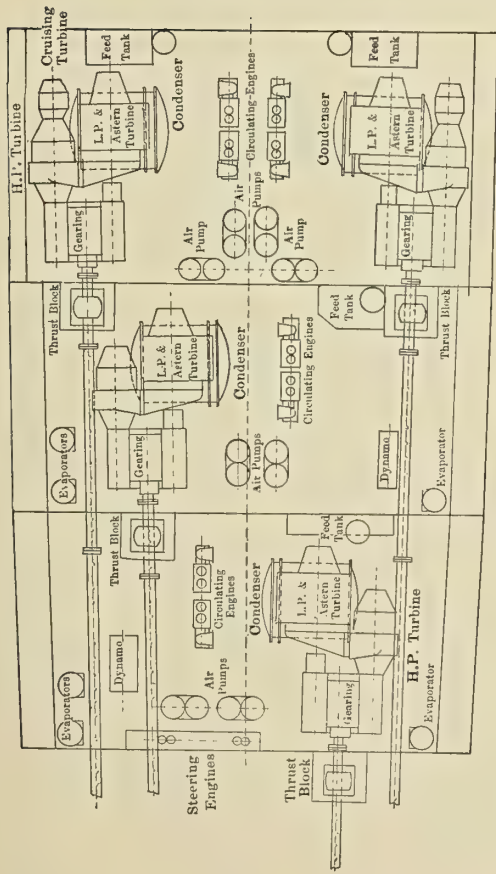 H.P. Turbine
Cruising Turbine
Feed
Tank
L.P. &
Astern
Turbine
Condenser
Gearing
Circulating Engines
Air
Pump
Air
Pumps
Air
Pump
Feed
Tank
Condenser
L.P. &
Astern
Turbine
Gearing
Thrust Block
Evaporators
L.P. &
Astern
Turbine
Condenser
Gearing
Circulating Engines
Air Pumps
Feed
Tank
Thrust Block
Dynamo
Evaporator
Thrust Block
Evaporators
Dynamo
Circulating
Engines
Air
Pumps
Steering
Engines
Condenser
Feed
Tank
L.P. &
Astern
Turbine
H.P. Turbine
Gearing
Thrust
Block
Evaporator